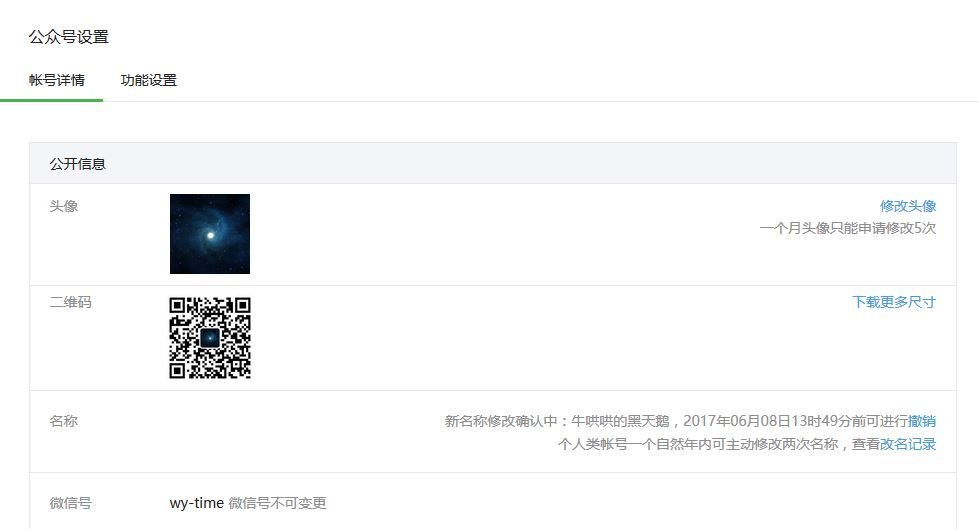 公众号设置
帐号详情 功能设置
公开信息
头像 修改头像
一个月头像只能申请修改5次
二维码 下载更多尺寸
名称 新名称修改确认中：牛哄哄的黑天鹅，2017年06月08日13时49分前可进行撤销
个人类帐号一个自然年内可主动修改两次名称，查看改名记录
微信号 wy-time 微信号不可变更